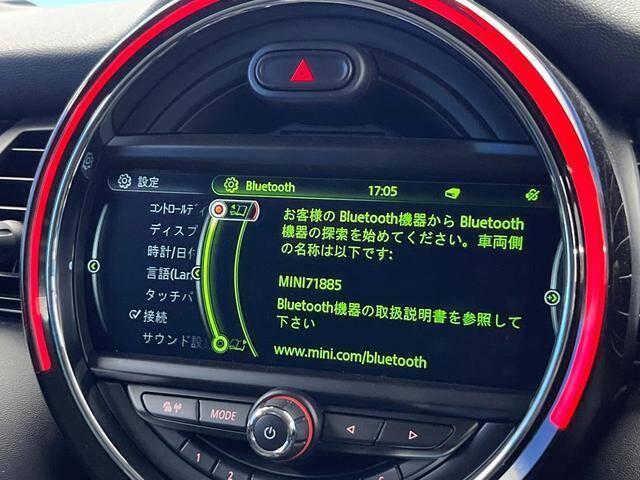 設定
Bluetooth
17:05
コントロールディ
ディスプ
時計/日付
言語(Lan
タッチパ
接続
サウンド設
お客様の Bluetooth機器から Bluetooth
機器の探索を始めてください。車両側
の名称は以下です:
MINI71885
Bluetooth機器の取扱説明書を参照して
下さい
www.mini.com/bluetooth
MODE
1
2